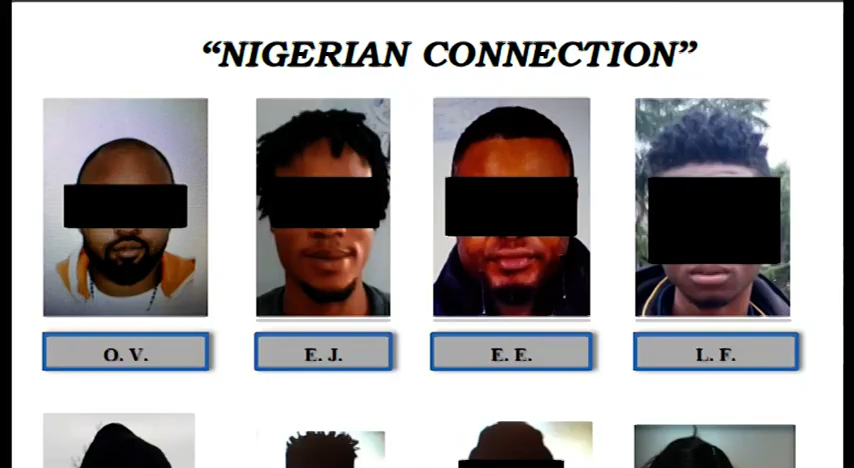 “NIGERIAN CONNECTION”
O. V.
E. J.
E. E.
L. F.